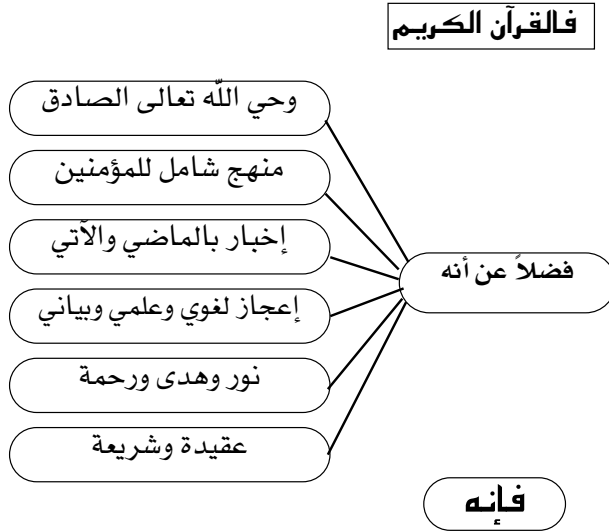 فالقرآن الكريم
فضلاً عن أنه
وحي اللّه تعالى الصادق
منهج شامل للمؤمنين
إخبار بالماضي والآتي
إعجاز لغوي وعلمي وبياني
نور وهدى ورحمة
عقيدة وشريعة
فإنه